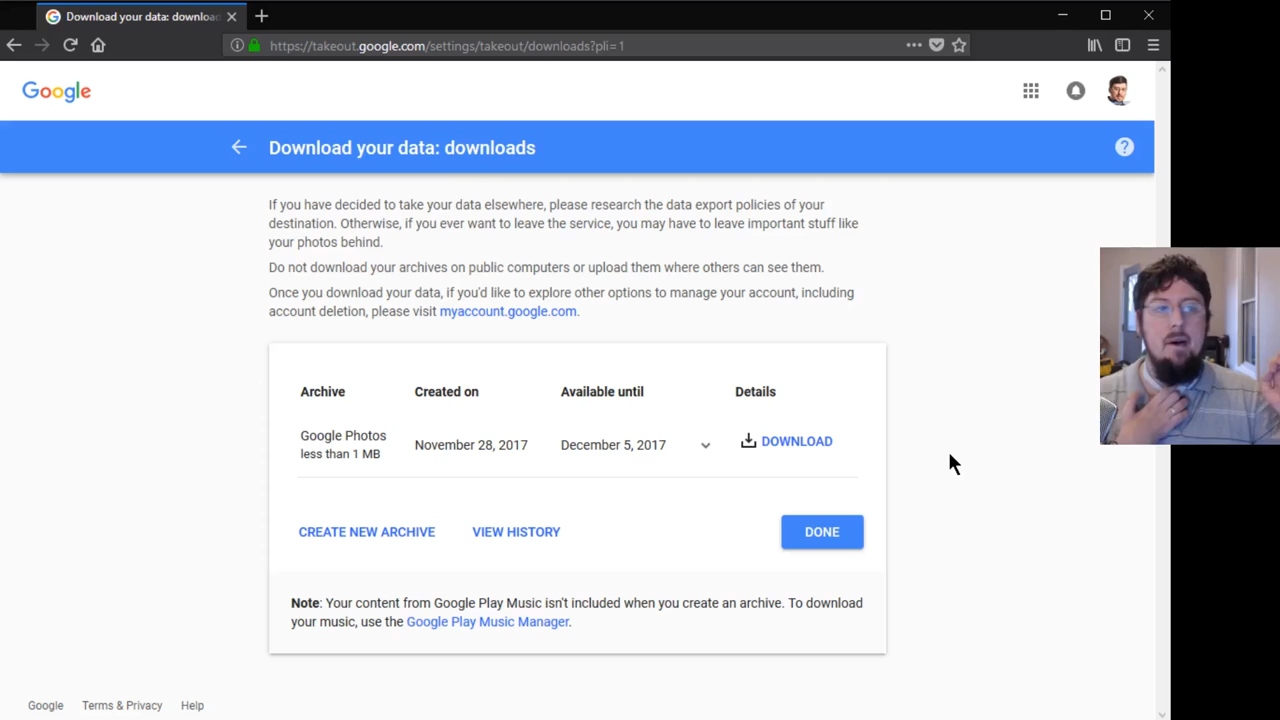 Download your data: download
https://takeout.google.com/settings/takeout/downloads?pli=1
Google
Download your data: downloads
If you have decided to take your data elsewhere, please research the data export policies of your
destination. Otherwise, if you ever want to leave the service, you may have to leave important stuff like
your photos behind.
Do not download your archives on public computers or upload them where others can see them.
Once you download your data, if you'd like to explore other options to manage your account, including
account deletion, please visit myaccount.google.com.
Archive Created on Available until Details
Google Photos
less than 1 MB
November 28, 2017 December 5, 2017 DOWNLOAD
CREATE NEW ARCHIVE VIEW HISTORY DONE
Note: Your content from Google Play Music isn't included when you create an archive. To download
your music, use the Google Play Music Manager.
Google Terms & Privacy Help